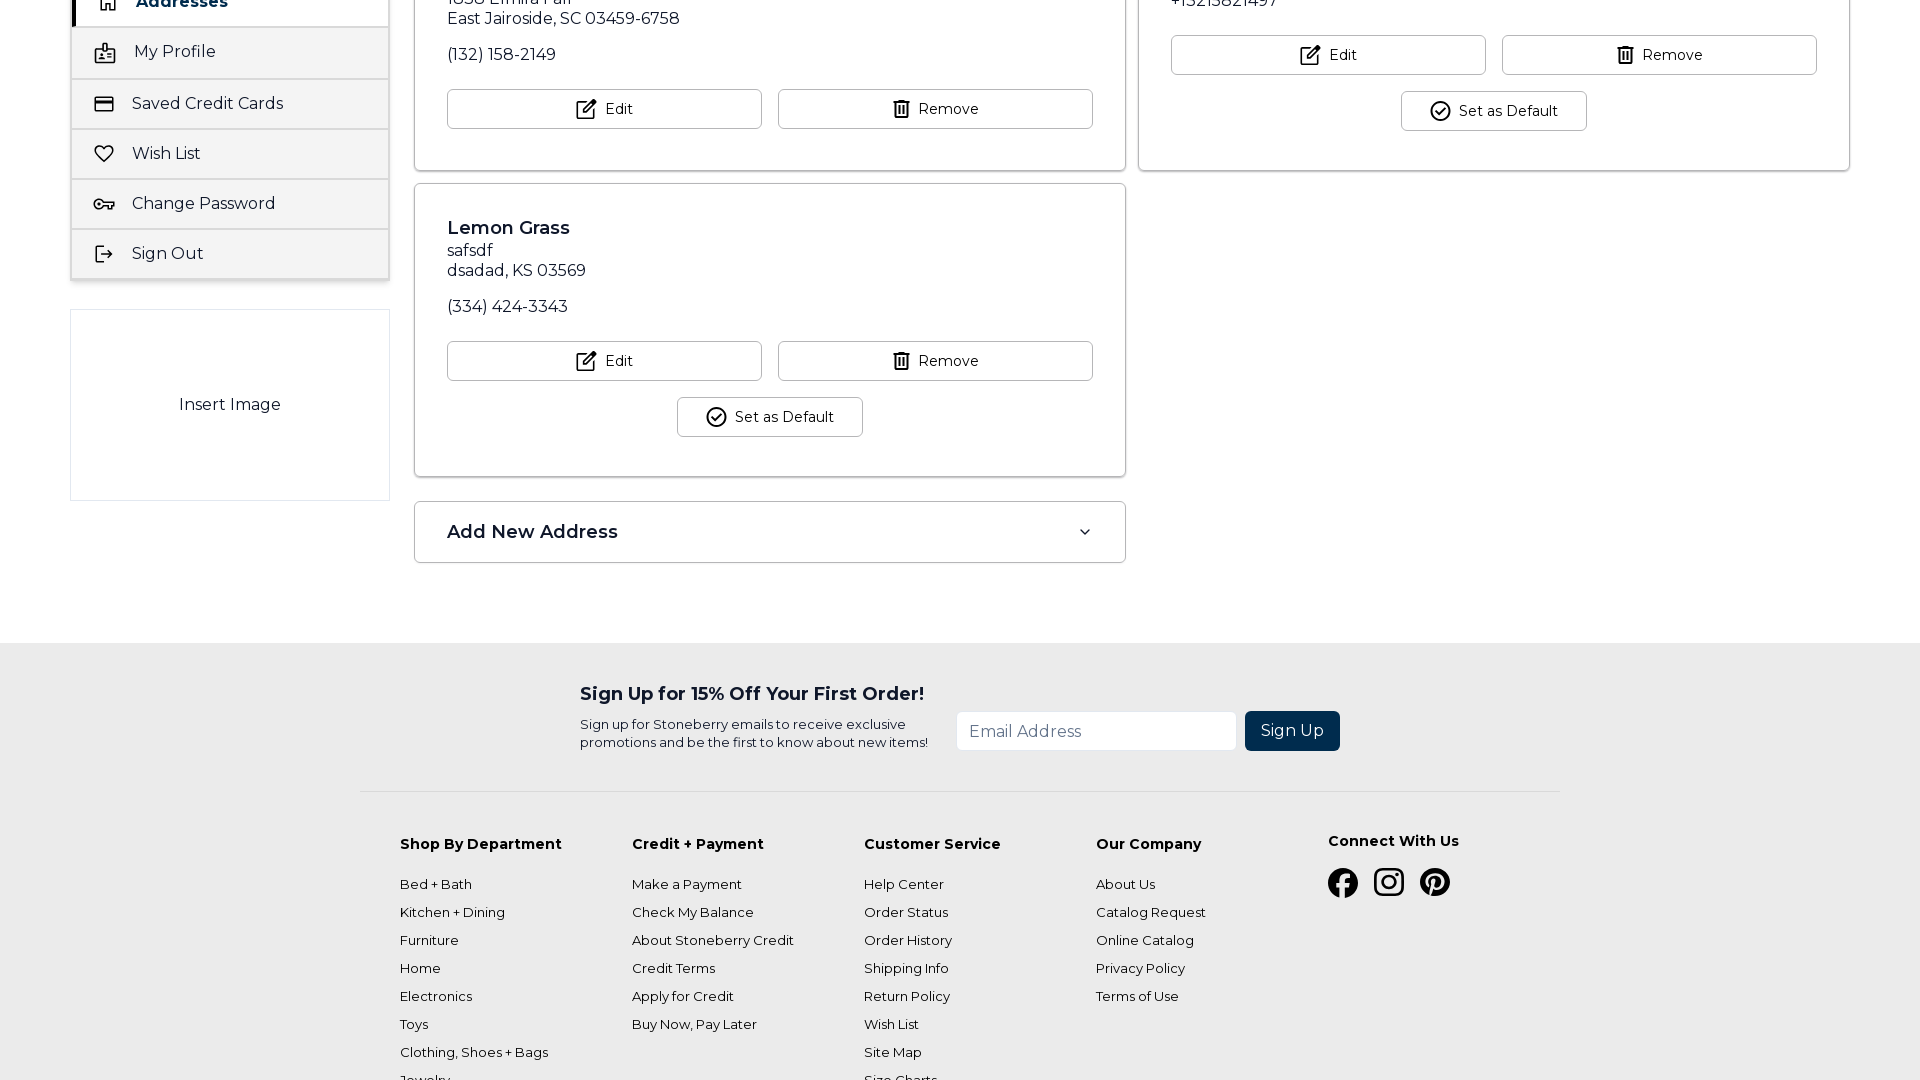 Addresses
My Profile
Saved Credit Cards
Wish List
Change Password
Sign Out
Insert Image
East Jairoside, SC 03459-6758
(132) 158-2149
Edit
Remove
+13215821497
Edit
Remove
Set as Default
Lemon Grass
safsdf
dsadad, KS 03569
(334) 424-3343
Edit
Remove
Set as Default
Add New Address
Sign Up for 15% Off Your First Order!
Sign up for Stoneberry emails to receive exclusive
promotions and be the first to know about new items!
Email Address
Sign Up
Shop By Department
Bed + Bath
Kitchen + Dining
Furniture
Home
Electronics
Toys
Clothing, Shoes + Bags
Jewelry
Credit + Payment
Make a Payment
Check My Balance
About Stoneberry Credit
Credit Terms
Apply for Credit
Buy Now, Pay Later
Customer Service
Help Center
Order Status
Order History
Shipping Info
Return Policy
Wish List
Site Map
Size Charts
Our Company
About Us
Catalog Request
Online Catalog
Privacy Policy
Terms of Use
Connect With Us